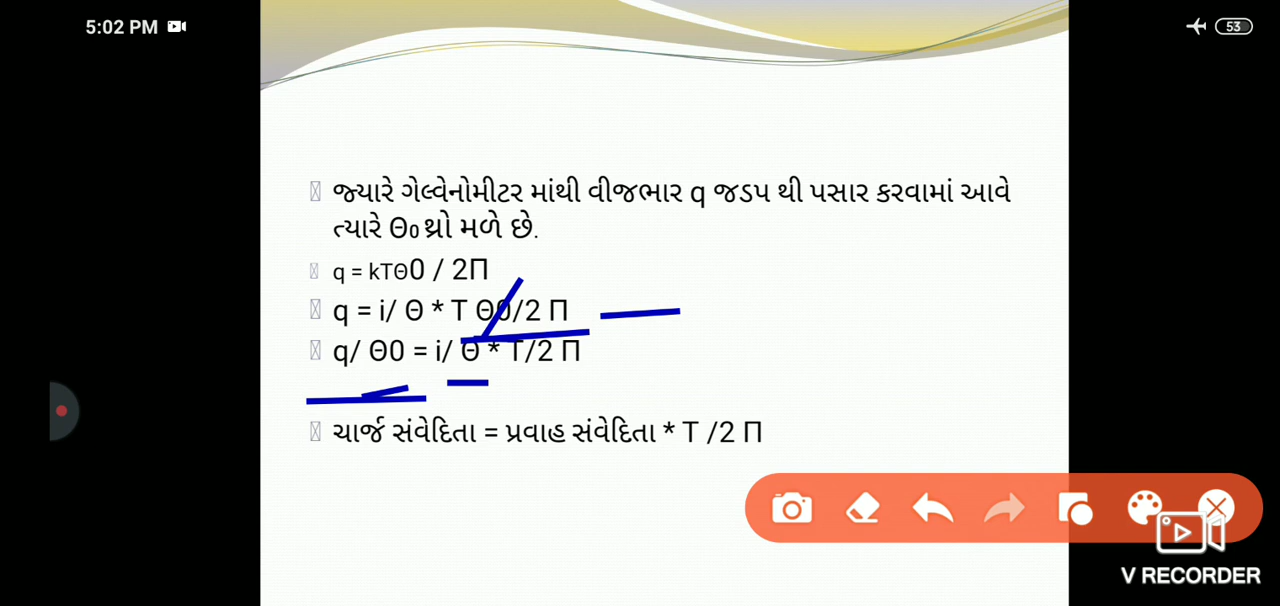 5:02 PM
53
જ્યારે ગેલ્વેનોમીટર માંથી વીજભાર q જડપ થી પસાર કરવામાં આવે
ત્યારે Θ0 થ્રો મળે છે.
q = kTΘ0 / 2Π
q = i/ Θ * T Θ0/2 Π
q/ Θ0 = i/ Θ * T/2 Π
ચાર્જ સંવેદિતા = પ્રવાહ સંવેદિતા * T /2 Π
V RECORDER